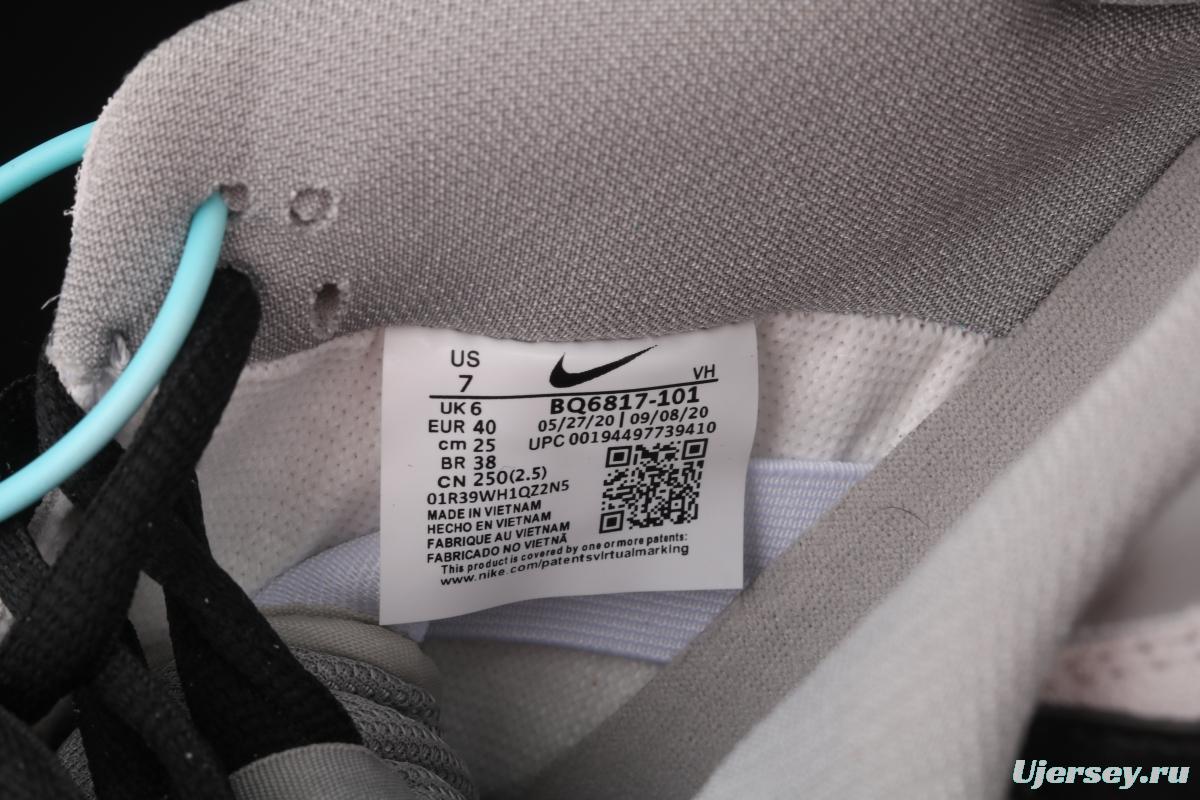 US
7
VH
UK 6
BQ6817-101
EUR 40
05/27/20 | 09/08/20
cm 25
UPC 00194497739410
BR 38
CN 250(2.5)
01R39WH1QZ2N5
MADE IN VIETNAM
HECHO EN VIETNAM
FABRIQUE AU VIETNAM
FABRICADO NO VIETNÃ
This product is covered by one or more patents:
www.nike.com/patentsvirtualmarking
Ujersey.ru